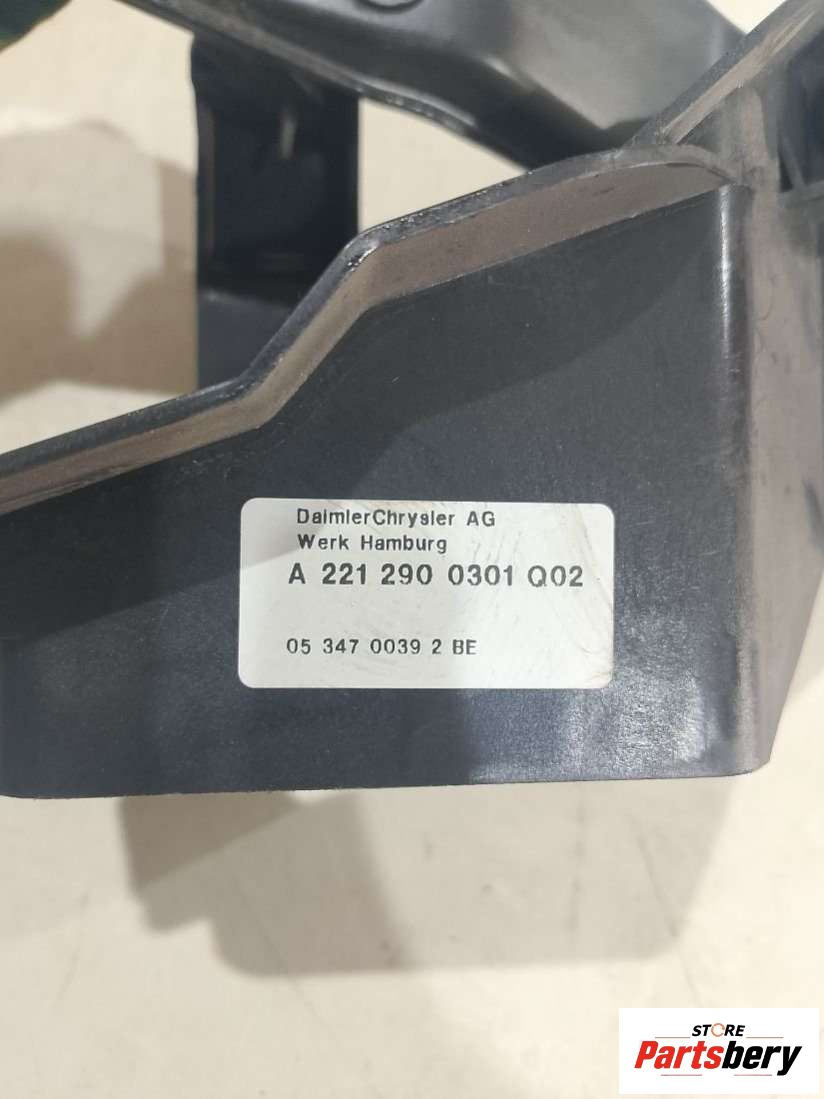 DaimlerChrysler AG
Werk Hamburg
A 221 290 0301 Q02
05 347 0039 2 BE
STORE
Partsbery